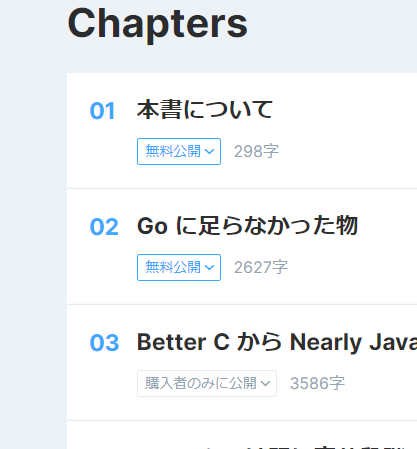 Chapters
01 本書について
無料公開 298字
02 Go に足らなかった物
無料公開 2627字
03 Better C から Nearly Java
購入者のみに公開 3586字